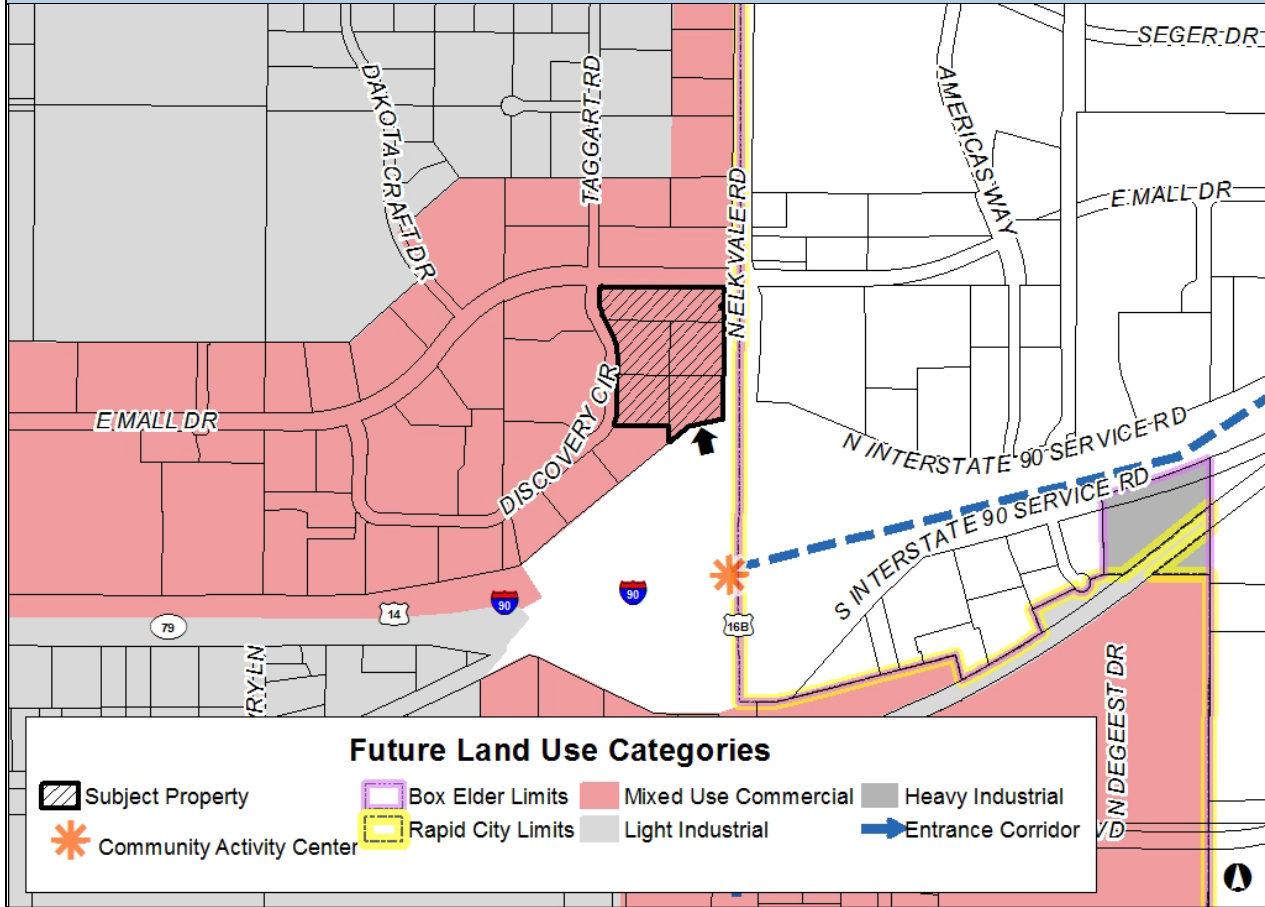 SEGER DR
DAKOTA CRAFT DR
TAGGART RD
AMERICAS WAY
E MALL DR
N ELK VALE RD
E MALL DR
DISCOVERY CIR
N INTERSTATE 90 SERVICE RD
S INTERSTATE 90 SERVICE RD
90
90
14
79
16B
RY LN
N DEGEEST DR
VD
Future Land Use Categories
Subject Property
Box Elder Limits
Mixed Use Commercial
Heavy Industrial
Community Activity Center
Rapid City Limits
Light Industrial
Entrance Corridor